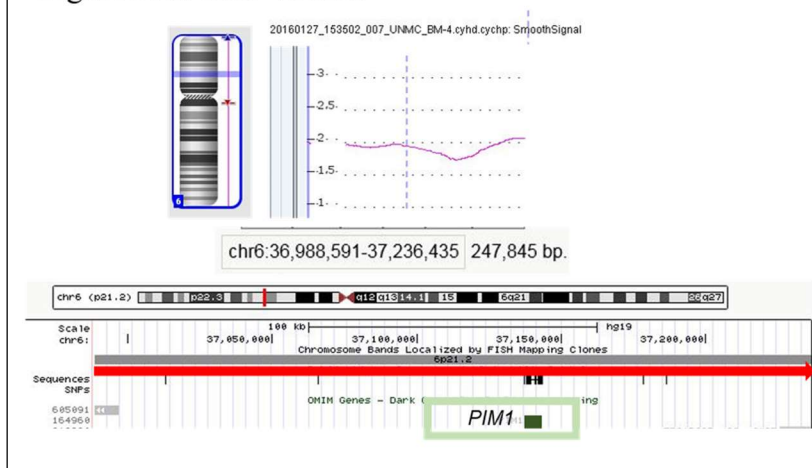 20160127_153502_007_UNMC_BM-4.cyhd.cychp: SmoothSignal
3
2.5
2
1.5
1
6
chr6:36,988,591-37,236,435 247,845 bp.
chr6 (p21.2) p22.3 q12 q13 14.1 15 6q21 26 q27
Scale 100 kb hg19
chr6: 37,050,000 37,100,000 37,150,000 37,200,000
Chromosome Bands Localized by FISH Mapping Clones
6p21.2
Sequences
SNPs
OMIM Genes - Dark ing
605091
164960 PIM1